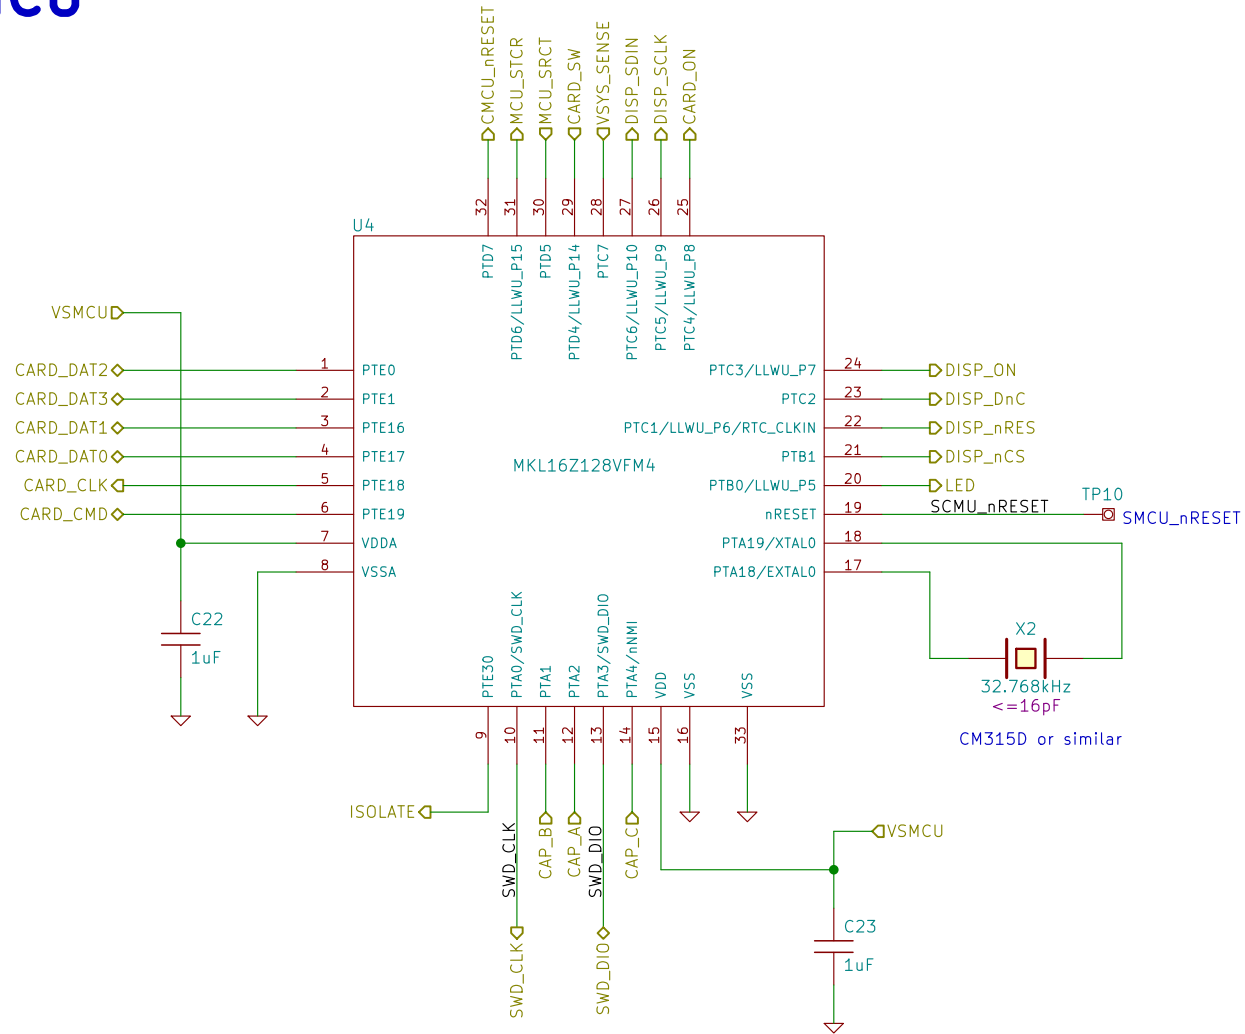 CMCU_nRESET
MCU_STCR
MCU_SRCT
CARD_SW
VSYS_SENSE
DISP_SDIN
DISP_SCLK
CARD_ON
32
31
30
29
28
27
26
25
U4
PTD7
PTD6/LLWU_P15
PTD5
PTD4/LLWU_P14
PTC7
PTC6/LLWU_P10
PTC5/LLWU_P9
PTC4/LLWU_P8
VSMCU
CARD_DAT2 1 PTE0
CARD_DAT3 2 PTE1
CARD_DAT1 3 PTE16
CARD_DAT0 4 PTE17
CARD_CLK 5 PTE18
CARD_CMD 6 PTE19
7 VDDA
8 VSSA
MKL16Z128VFM4
PTC3/LLWU_P7 24 DISP_ON
PTC2 23 DISP_DnC
PTC1/LLWU_P6/RTC_CLKIN 22 DISP_nRES
PTB1 21 DISP_nCS
PTB0/LLWU_P5 20 LED
nRESET 19 SCMU_nRESET
TP10
SMCU_nRESET
PTA19/XTAL0 18
PTA18/EXTAL0 17
C22
1uF
X2
32.768kHz
<=16pF
CM315D or similar
PTE30
PTA0/SWD_CLK
PTA1
PTA2
PTA3/SWD_DIO
PTA4/nNMI
VDD
VSS
VSS
9
10
11
12
13
14
15
16
33
ISOLATE
SWD_CLK
CAP_B
CAP_A
SWD_DIO
CAP_C
SWD_CLK
SWD_DIO
VSMCU
C23
1uF